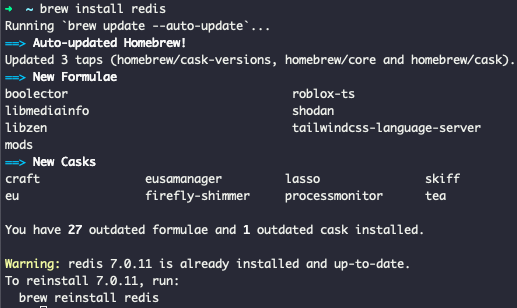 ➜  ~ brew install redis
Running `brew update --auto-update`...
==> Auto-updated Homebrew!
Updated 3 taps (homebrew/cask-versions, homebrew/core and homebrew/cask).
==> New Formulae
boolector roblox-ts
libmediainfo shodan
libzen tailwindcss-language-server
mods
==> New Casks
craft eusamanager lasso skiff
eu firefly-shimmer processmonitor tea
You have 27 outdated formulae and 1 outdated cask installed.
Warning: redis 7.0.11 is already installed and up-to-date.
To reinstall 7.0.11, run:
brew reinstall redis